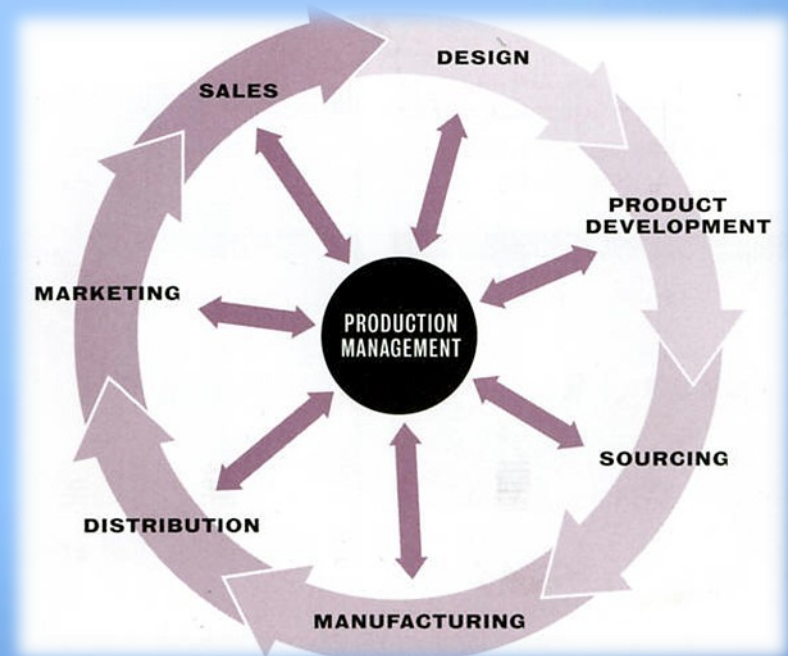 DESIGN
PRODUCT
DEVELOPMENT
SOURCING
MANUFACTURING
DISTRIBUTION
MARKETING
SALES
PRODUCTION
MANAGEMENT